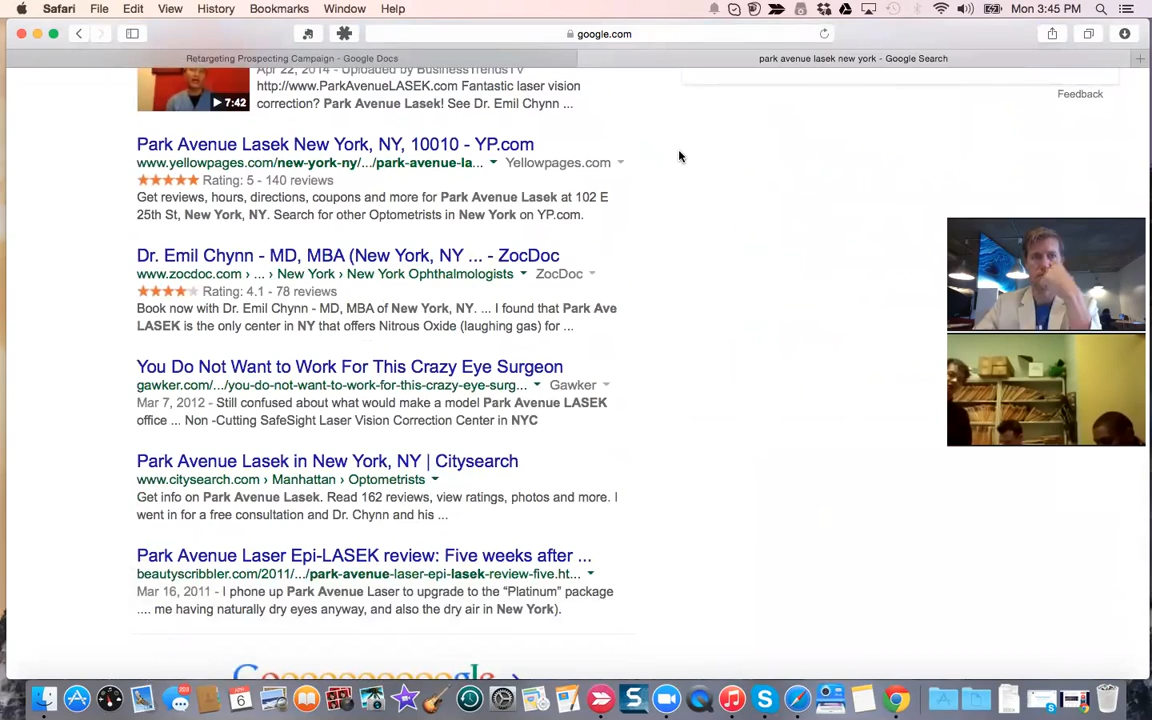 Safari File Edit View History Bookmarks Window Help Mon 3:45 PM
google.com
Retargeting Prospecting Campaign - Google Docs
park avenue lasek new york - Google Search
Apr 22, 2014 - Uploaded by BusinessTrendsTV
http://www.ParkAvenueLASEK.com Fantastic laser vision
7:42
correction? Park Avenue Lasek! See Dr. Emil Chynn ...
Feedback
Park Avenue Lasek New York, NY, 10010 - YP.com
www.yellowpages.com/new-york-ny/.../park-avenue-la... Yellowpages.com
Rating: 5 - 140 reviews
Get reviews, hours, directions, coupons and more for Park Avenue Lasek at 102 E
25th St, New York, NY. Search for other Optometrists in New York on YP.com.
Dr. Emil Chynn - MD, MBA (New York, NY ... - ZocDoc
www.zocdoc.com › ... › New York › New York Ophthalmologists ZocDoc
Rating: 4.1 - 78 reviews
Book now with Dr. Emil Chynn - MD, MBA of New York, NY. ... I found that Park Ave
LASEK is the only center in NY that offers Nitrous Oxide (laughing gas) for ...
You Do Not Want to Work For This Crazy Eye Surgeon
gawker.com/.../you-do-not-want-to-work-for-this-crazy-eye-surg... Gawker
Mar 7, 2012 - Still confused about what would make a model Park Avenue LASEK
office ... Non -Cutting SafeSight Laser Vision Correction Center in NYC
Park Avenue Lasek in New York, NY | Citysearch
www.citysearch.com › Manhattan › Optometrists
Get info on Park Avenue Lasek. Read 162 reviews, view ratings, photos and more. I
went in for a free consultation and Dr. Chynn and his ...
Park Avenue Laser Epi-LASEK review: Five weeks after ...
beautyscribbler.com/2011/.../park-avenue-laser-epi-lasek-review-five.ht...
Mar 16, 2011 - I phone up Park Avenue Laser to upgrade to the “Platinum” package
.... me having naturally dry eyes anyway, and also the dry air in New York).